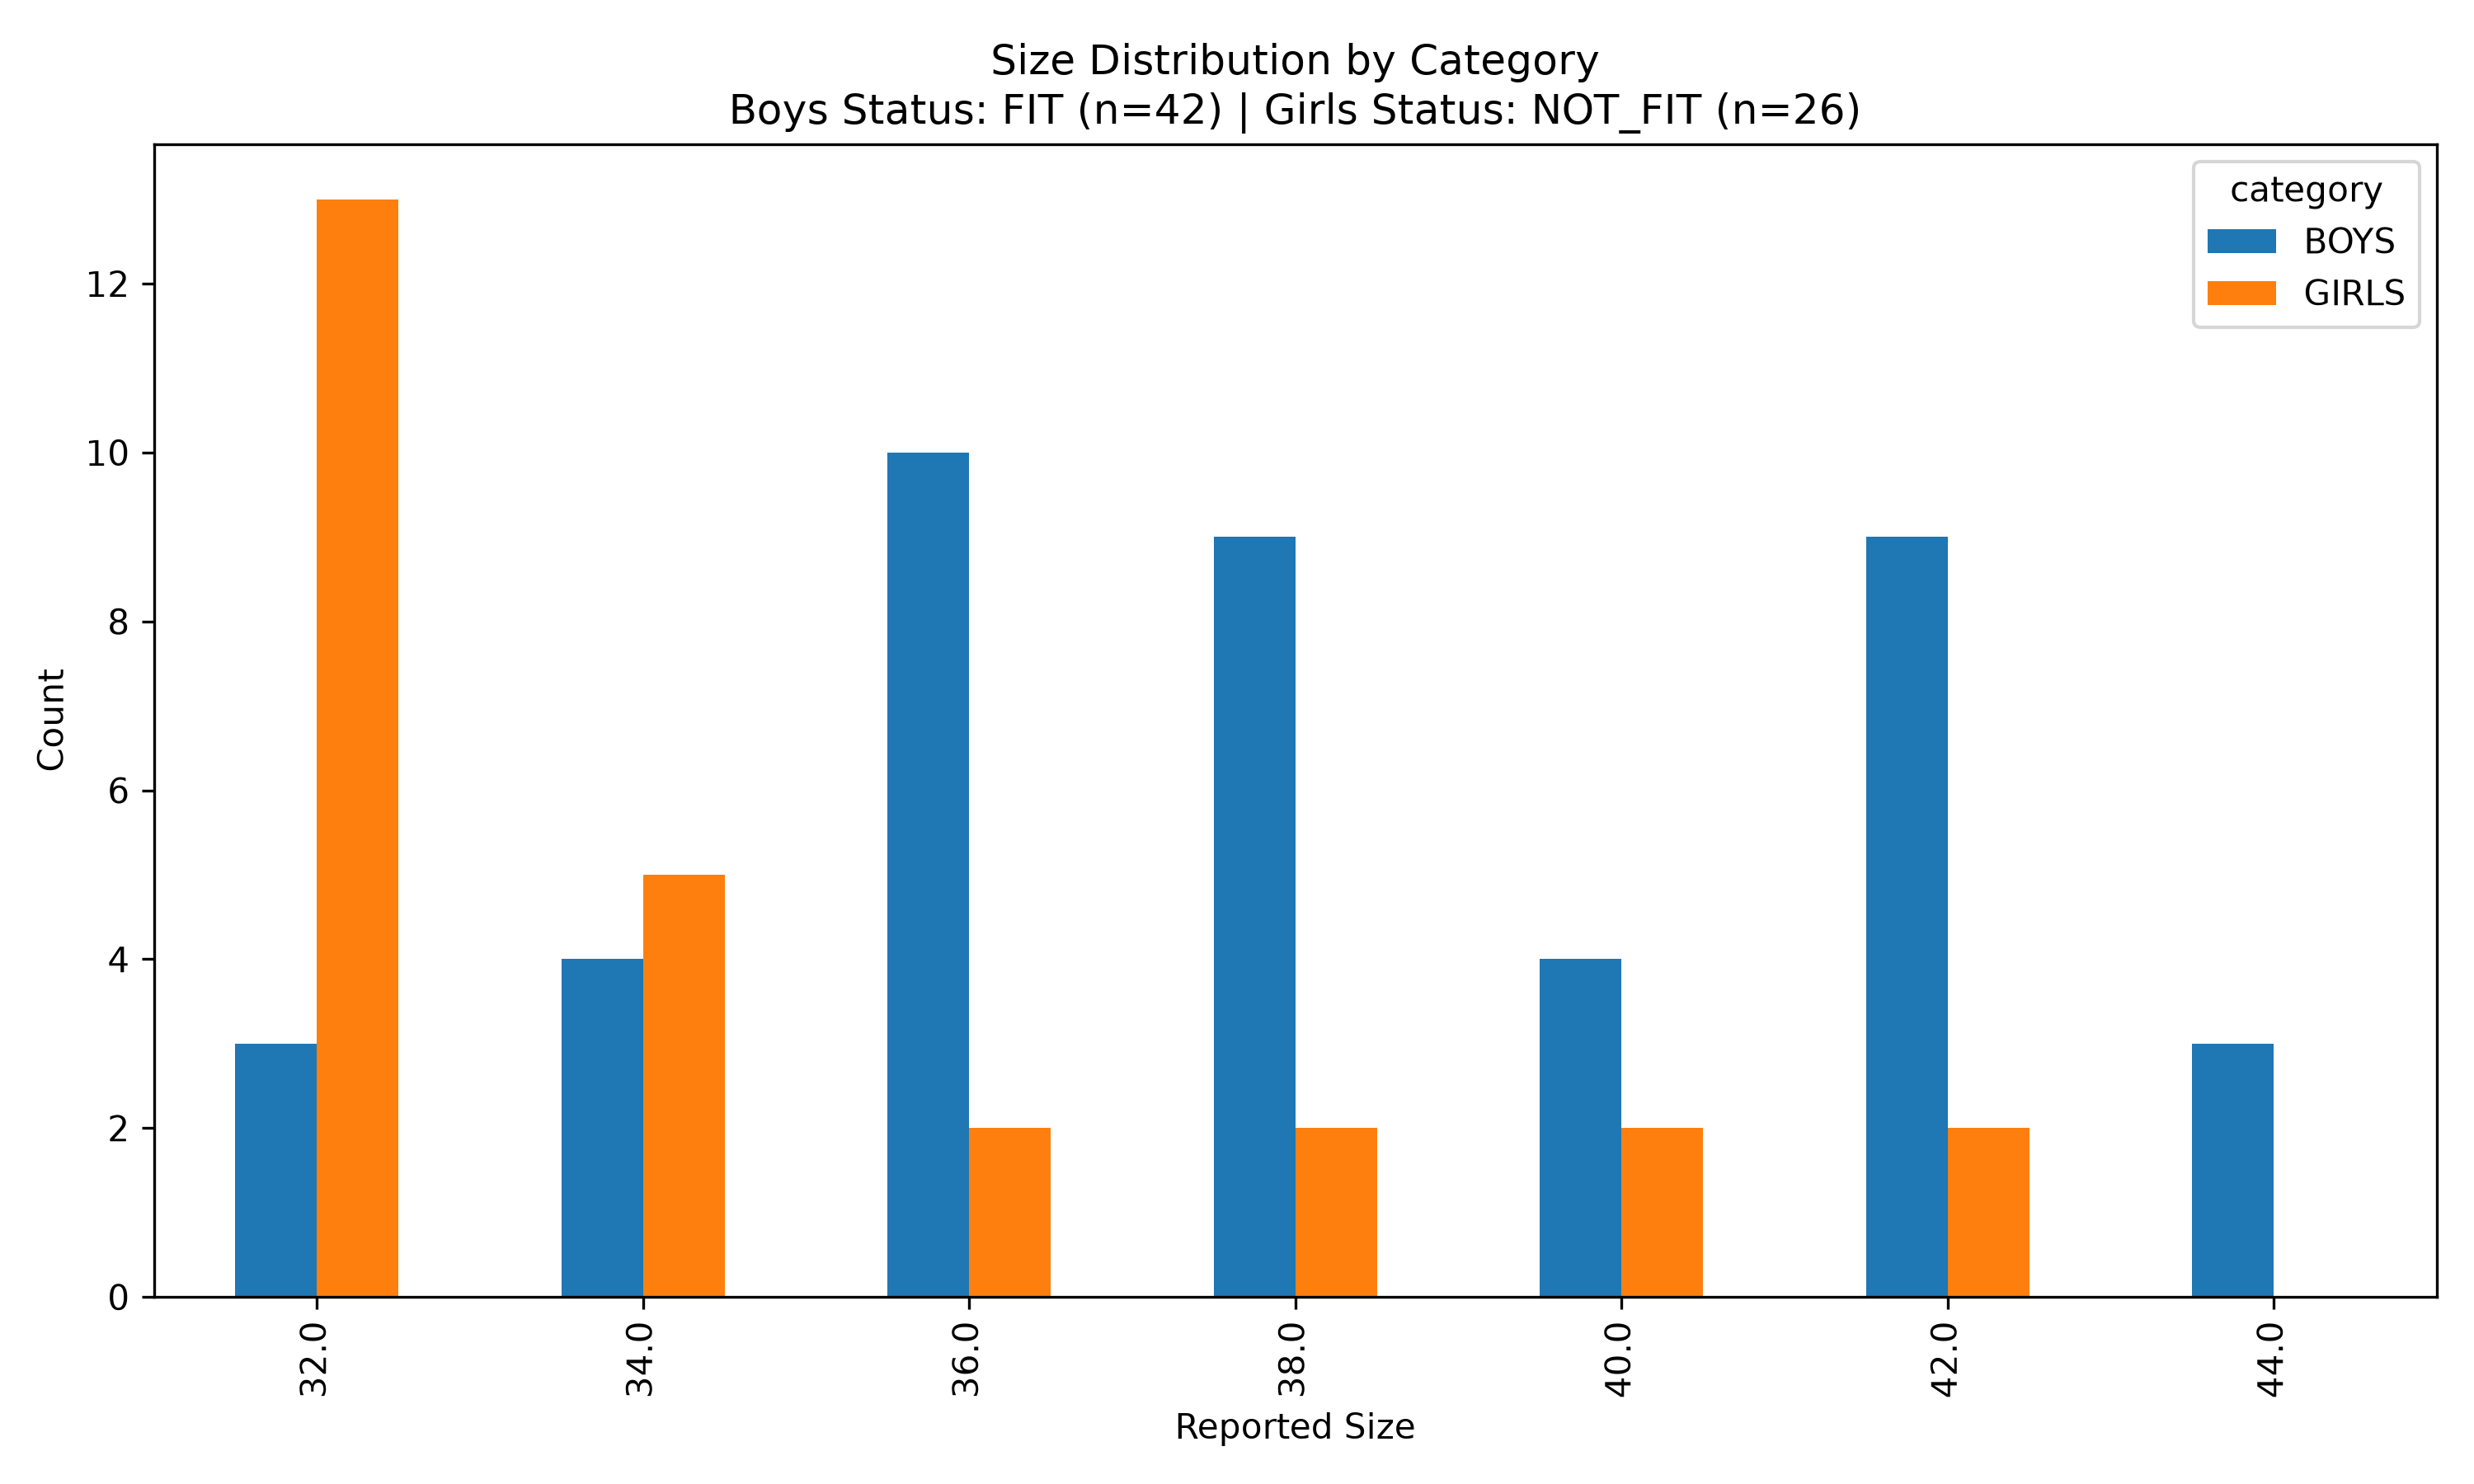 Size Distribution by Category
Boys Status: FIT (n=42) | Girls Status: NOT_FIT (n=26)
category
BOYS
GIRLS
12
10
8
6
4
2
0
Count
32.0
34.0
36.0
38.0
40.0
42.0
44.0
Reported Size